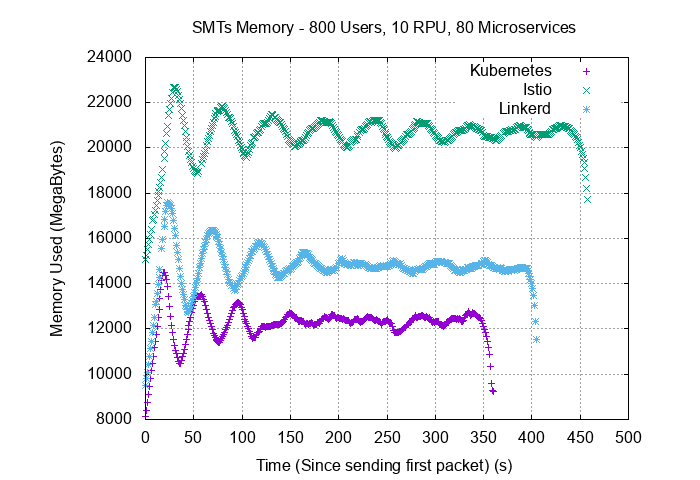 SMTs Memory - 800 Users, 10 RPU, 80 Microservices
24000
22000
20000
18000
16000
14000
12000
10000
8000
Memory Used (MegaBytes)
Kubernetes
Istio
Linkerd
0 50 100 150 200 250 300 350 400 450 500
Time (Since sending first packet) (s)